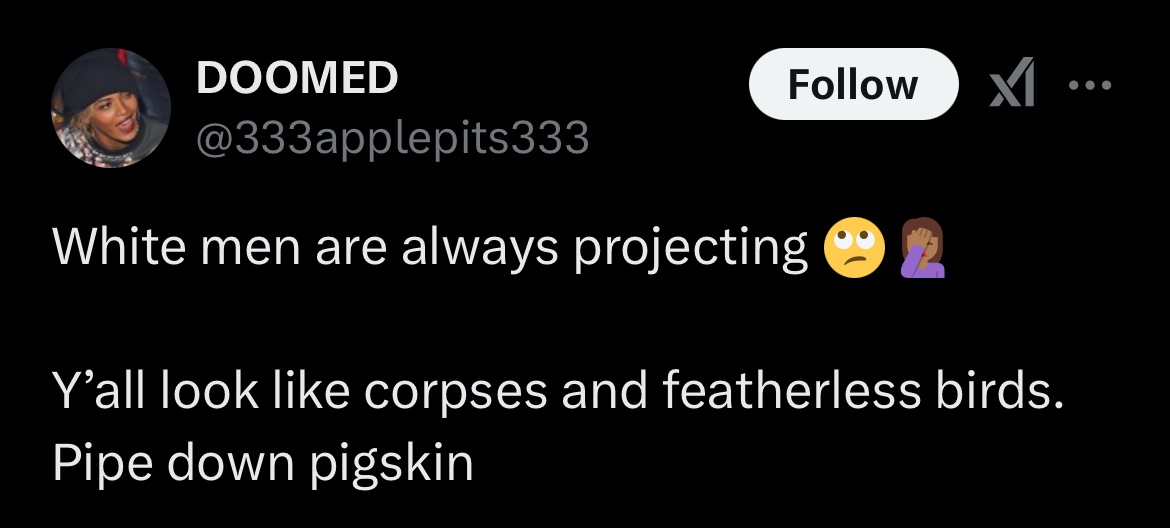 DOOMED
Follow
@333applepits333
White men are always projecting 🙄 🤦🏾‍♀️
Y’all look like corpses and featherless birds.
Pipe down pigskin